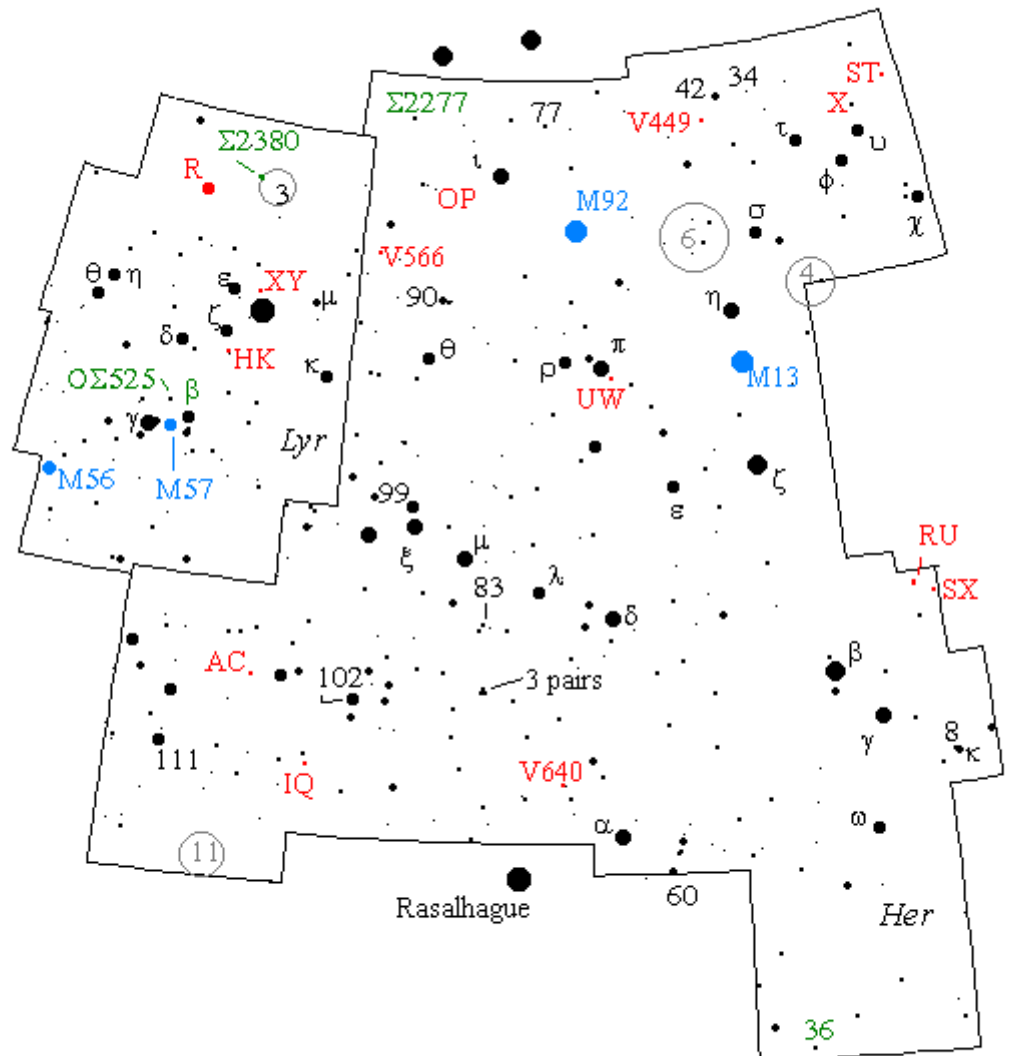 42 34
ST
Σ2277
77
X
V449
Σ2380
τ
υ
R
ι
φ
3
OP
M92
χ
σ
6
V566
4
θ η
ε XY
90
μ
η
ζ
δ
HK
θ
π
ρ
κ
M13
OΣ525
β
UW
γ
Lyr
M56
M57
ζ
99
ε
RU
ξ
μ
λ
SX
83
δ
AC
β
102
3 pairs
γ
8
κ
111
IQ
V640
α
ω
11
60
Rasalhague
Her
36